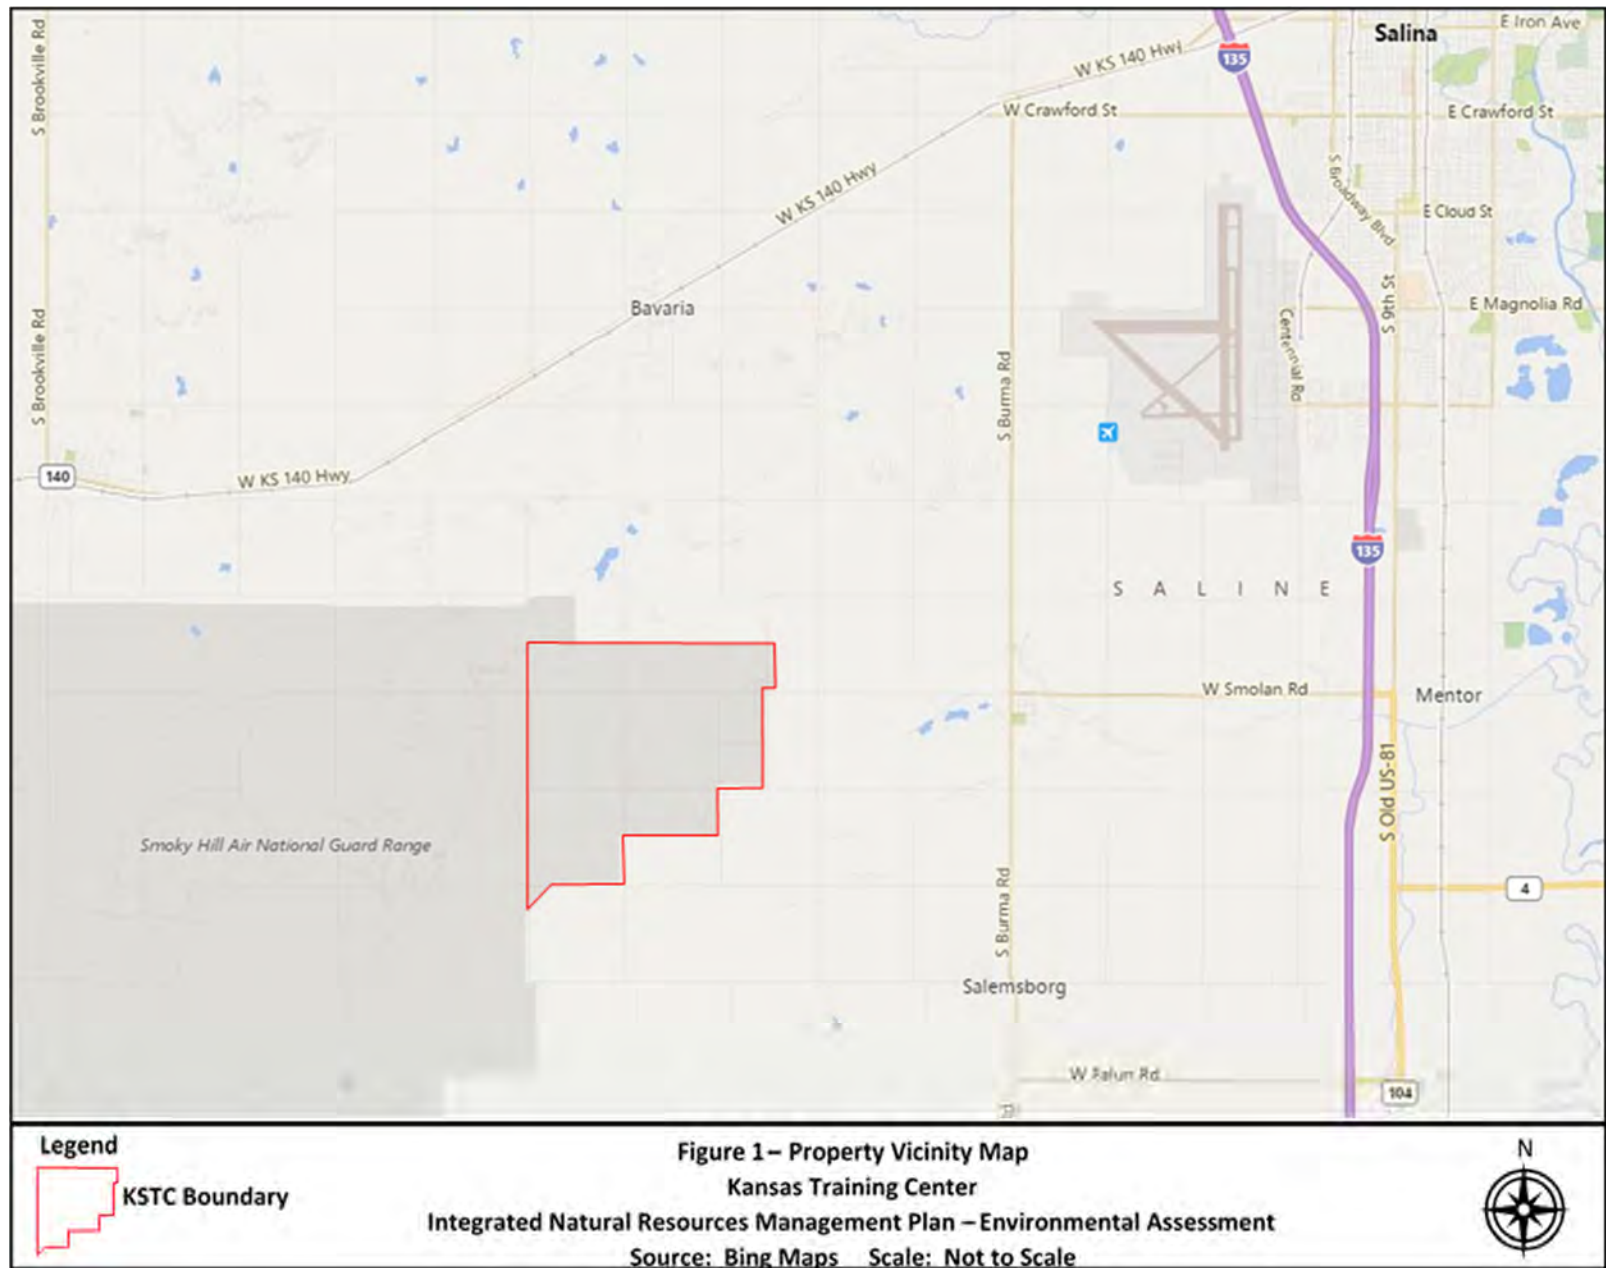 S Brookville Rd
Salina
E Iron Ave
W KS 140 Hwy
135
W Crawford St
E Crawford St
S Broadway Blvd
W KS 140 Hwy
E Cloud St
Bavaria
S Brookville Rd
S 9th St
E Magnolia Rd
Centennial Rd
S Burma Rd
140
W KS 140 Hwy
135
SALINE
W Smolan Rd
Mentor
S Old US-81
Smoky Hill Air National Guard Range
4
S Burma Rd
Salemsborg
W Falun Rd
104
Legend
KSTC Boundary
Figure 1– Property Vicinity Map
Kansas Training Center
Integrated Natural Resources Management Plan – Environmental Assessment
Source: Bing Maps Scale: Not to Scale
N